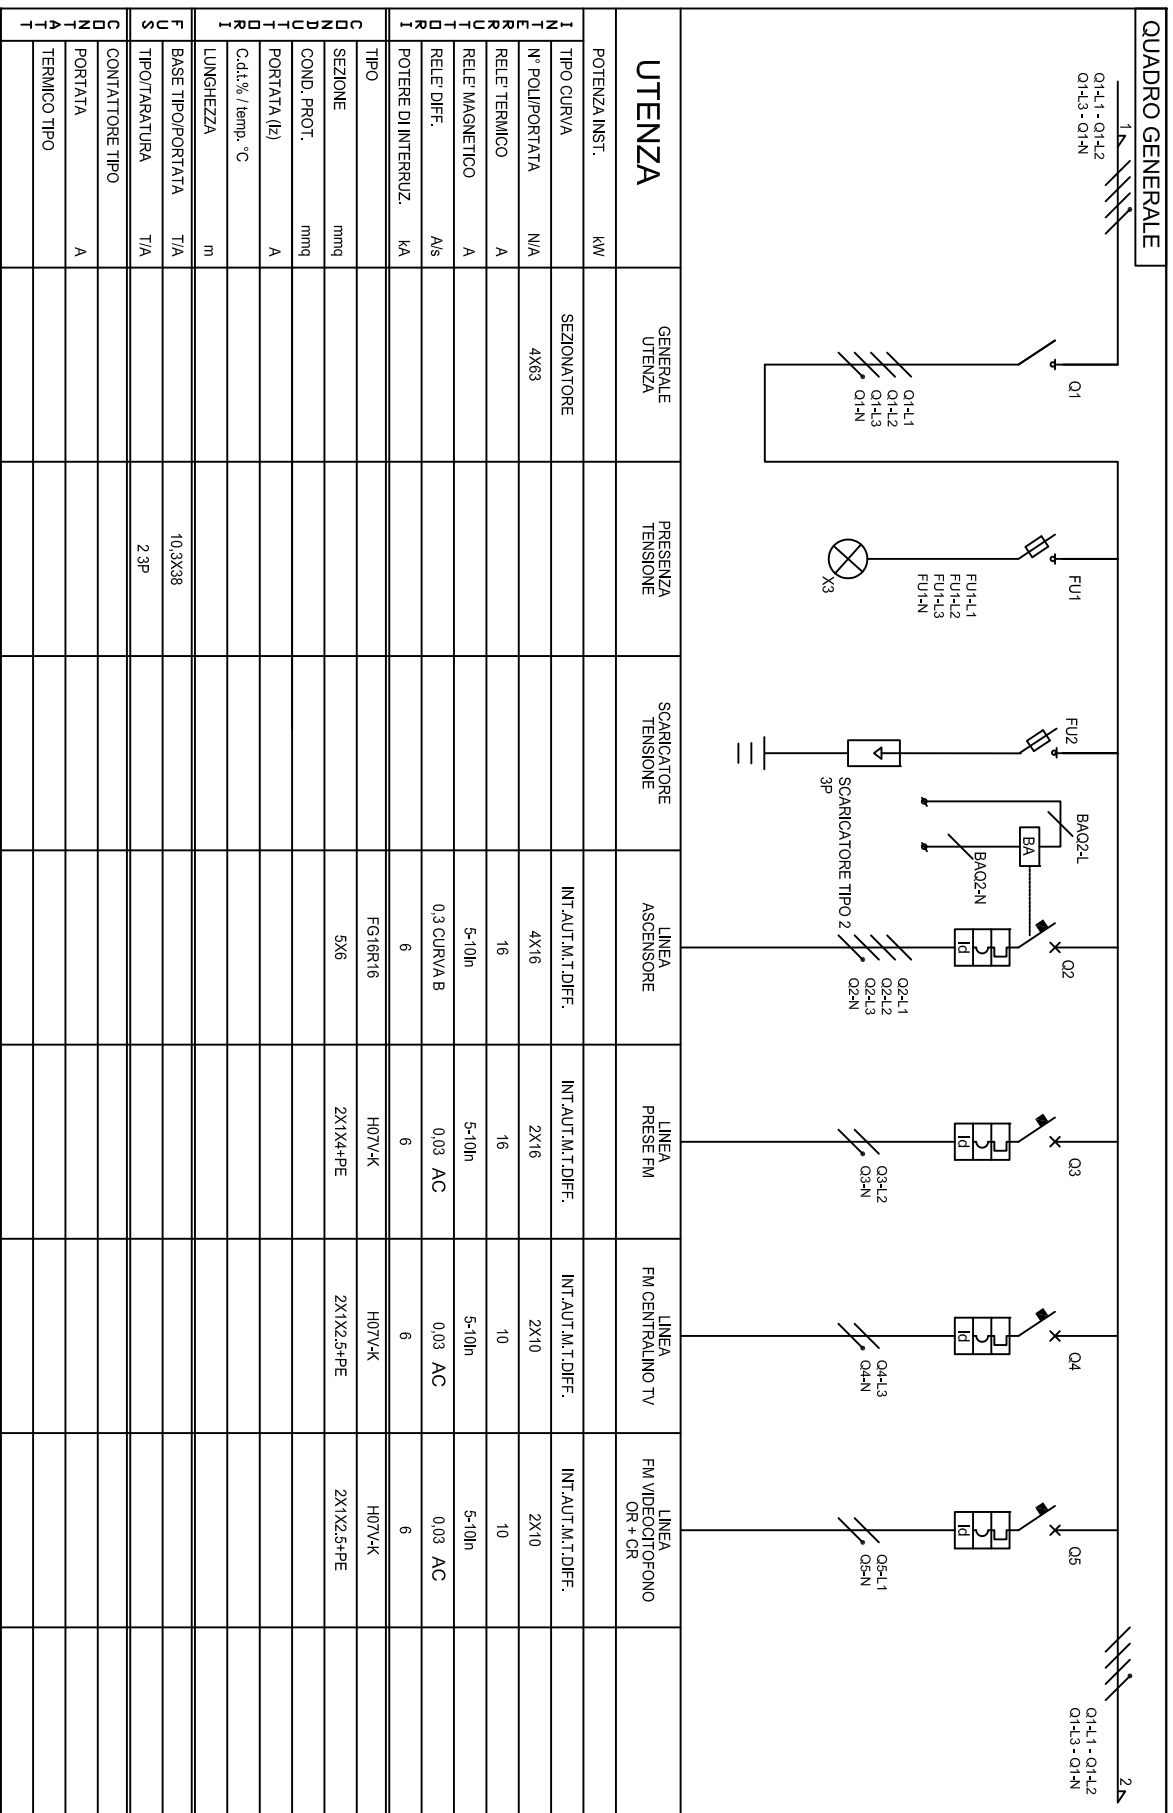 QUADRO GENERALE
1
Q1-L1 - Q1-L2
Q1-L3 - Q1-N
Q1
Q1-L1
Q1-L2
Q1-L3
Q1-N
FU1
FU1-L1
FU1-L2
FU1-L3
FU1-N
X3
FU2
SCARICATORE TIPO 2
3P
BAQ2-L
BA
BAQ2-N
Q2
Id
Q2-L1
Q2-L2
Q2-L3
Q2-N
Q3
Id
Q3-L2
Q3-N
Q4
Id
Q4-L3
Q4-N
Q5
Id
Q5-L1
Q5-N
2
Q1-L1 - Q1-L2
Q1-L3 - Q1-N
UTENZA
GENERALE
UTENZA
PRESENZA
TENSIONE
SCARICATORE
TENSIONE
LINEA
ASCENSORE
LINEA
PRESE FM
LINEA
FM CENTRALINO TV
LINEA
FM VIDEOCITOFONO
OR + CR
POTENZA INST. kW
INTERRUTTORI
TIPO CURVA SEZIONATORE INT.AUT.M.T.DIFF. INT.AUT.M.T.DIFF. INT.AUT.M.T.DIFF. INT.AUT.M.T.DIFF.
N° POLI/PORTATA N/A 4X63 4X16 2X16 2X10 2X10
RELE' TERMICO A 16 16 10 10
RELE' MAGNETICO A 5-10In 5-10In 5-10In 5-10In
RELE' DIFF. A/s 0,3 CURVA B 0,03 AC 0,03 AC 0,03 AC
POTERE DI INTERRUZ. kA 6 6 6 6
CONDUTTORI
TIPO FG16R16 H07V-K H07V-K H07V-K
SEZIONE mmq 5X6 2X1X4+PE 2X1X2.5+PE 2X1X2.5+PE
COND. PROT. mmq
PORTATA (Iz) A
C.d.t.% / temp. °C
LUNGHEZZA m
FUS
BASE TIPO/PORTATA T/A 10,3X38
TIPO/TARATURA T/A 2 3P
CONTATT
CONTATTORE TIPO
PORTATA A
TERMICO TIPO